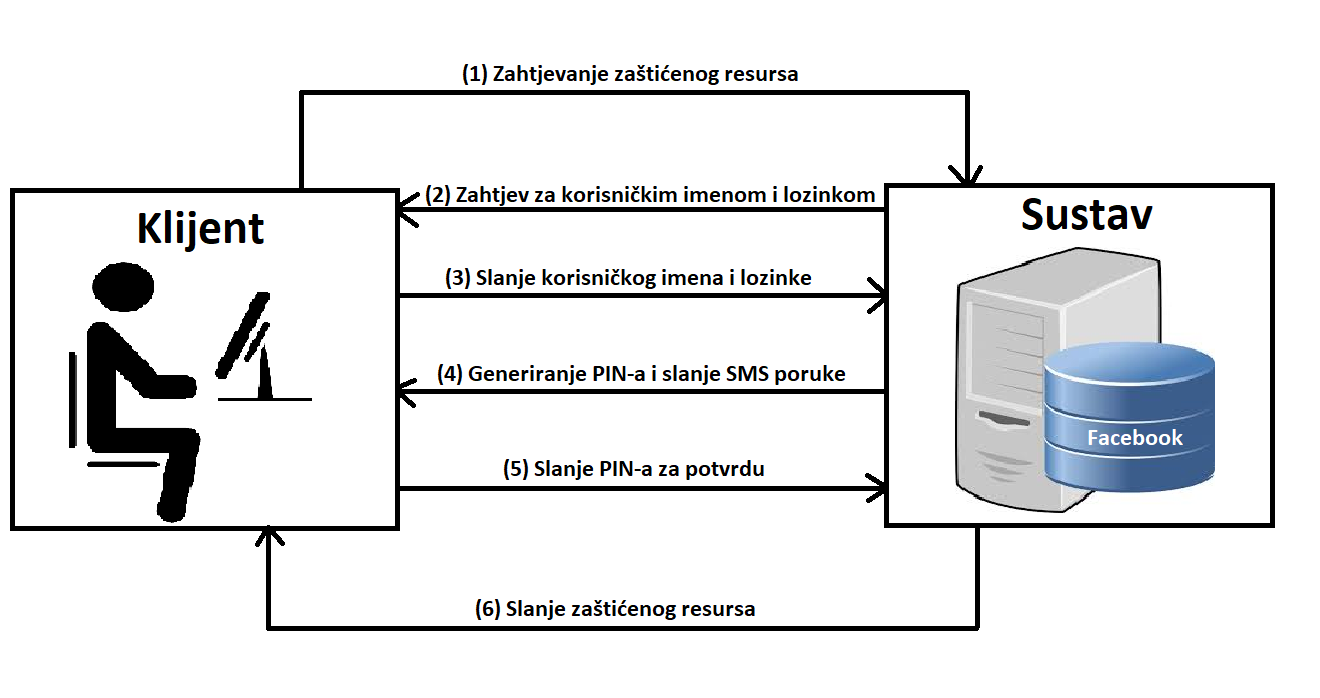 (1) Zahtjevanje zaštićenog resursa
(2) Zahtjev za korisničkim imenom i lozinkom
Klijent
Sustav
(3) Slanje korisničkog imena i lozinke
(4) Generiranje PIN-a i slanje SMS poruke
Facebook
(5) Slanje PIN-a za potvrdu
(6) Slanje zaštićenog resursa